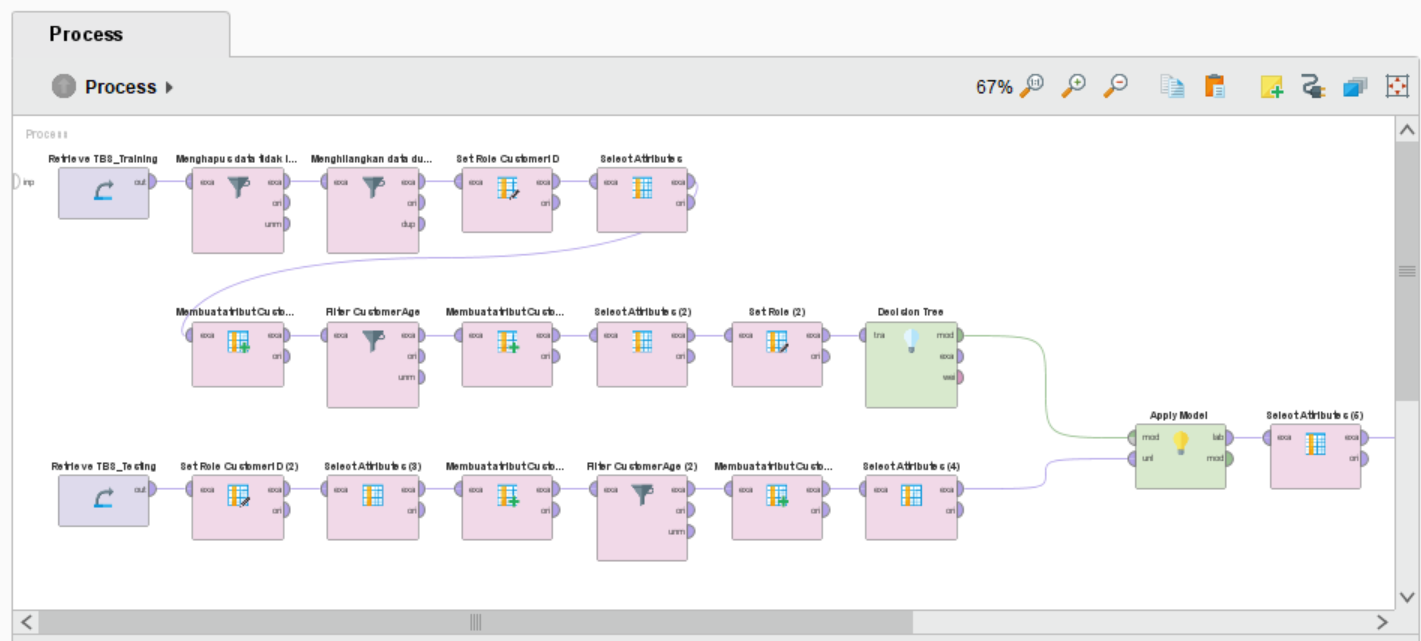 Process
Process
67%
Process
Retrieve TBS_Training
Menghapus data tidak l...
Menghilangkan data du...
Set Role CustomerID
Select Attributes
inp
out
exa exa
ori
unm
exa exa
ori
dup
exa exa
ori
exa exa
ori
Membuat atribut Custo...
Filter CustomerAge
Membuat atribut Custo...
Select Attributes (2)
Set Role (2)
Decision Tree
exa exa
ori
exa exa
ori
unm
exa exa
ori
exa exa
ori
exa exa
ori
tra mod
exa
wei
Apply Model
Select Attributes (5)
mod lab
unl mod
exa exa
ori
Retrieve TBS_Testing
Set Role CustomerID (2)
Select Attributes (3)
Membuat atribut Custo...
Filter CustomerAge (2)
Membuat atribut Custo...
Select Attributes (4)
out
exa exa
ori
exa exa
ori
exa exa
ori
exa exa
ori
unm
exa exa
ori
exa exa
ori